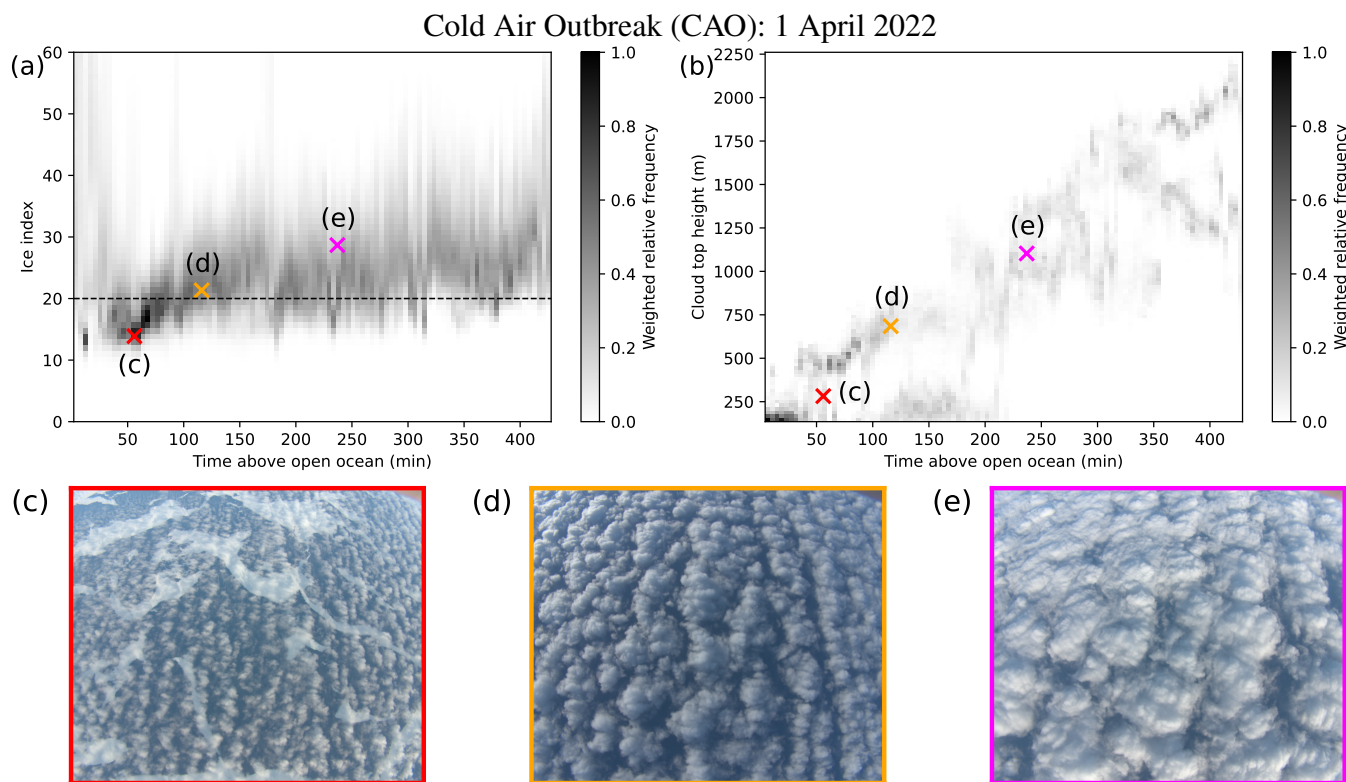 Cold Air Outbreak (CAO): 1 April 2022
(a)
60
50
40
30
20
10
0
Ice index
50
100
150
200
250
300
350
400
Time above open ocean (min)
(c)
(d)
(e)
1.0
0.8
0.6
0.4
0.2
0.0
Weighted relative frequency
(b)
2000
1750
1500
1250
1000
750
500
250
Cloud top height (m)
50
100
150
200
250
300
350
400
Time above open ocean (min)
(c)
(d)
(e)
1.0
0.8
0.6
0.4
0.2
0.0
Weighted relative frequency
(c)
(d)
(e)